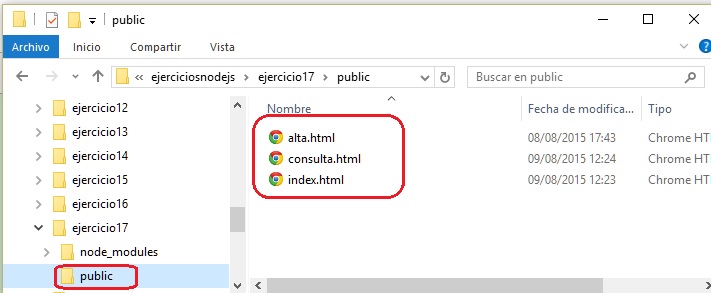 public
Archivo Inicio Compartir Vista
« ejerciciosnodejs > ejercicio17 > public
Buscar en public
ejercicio12
ejercicio13
ejercicio14
ejercicio15
ejercicio16
ejercicio17
node_modules
public
Nombre Fecha de modifica... Tipo
alta.html 08/08/2015 17:43 Chrome HT
consulta.html 09/08/2015 12:24 Chrome HT
index.html 09/08/2015 12:23 Chrome HT